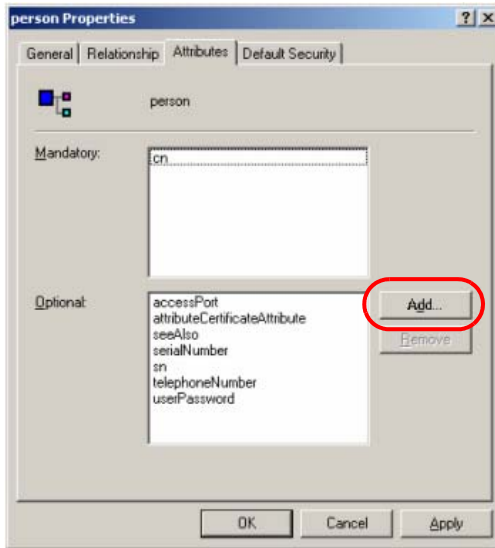 person Properties
General Relationship Attributes Default Security
person
Mandatory:
cn
Optional:
accessPort
attributeCertificateAttribute
seeAlso
serialNumber
sn
telephoneNumber
userPassword
Add...
Remove
OK Cancel Apply